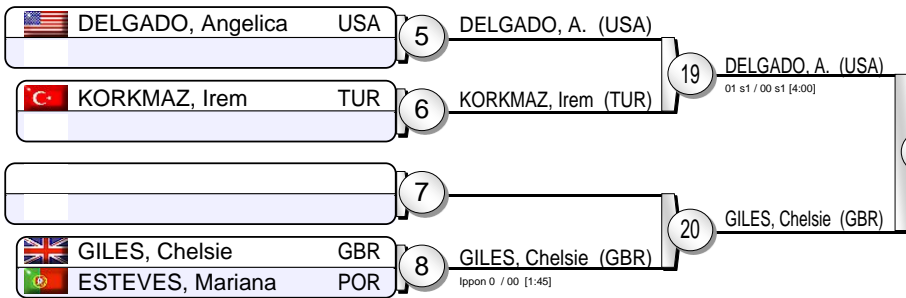 DELGADO, Angelica USA
5
DELGADO, A. (USA)
19
DELGADO, A. (USA)
01 s1 / 00 s1 [4:00]
KORKMAZ, Irem TUR
6
KORKMAZ, Irem (TUR)
7
20
GILES, Chelsie (GBR)
GILES, Chelsie GBR
ESTEVES, Mariana POR
8
GILES, Chelsie (GBR)
Ippon 0 / 00 [1:45]